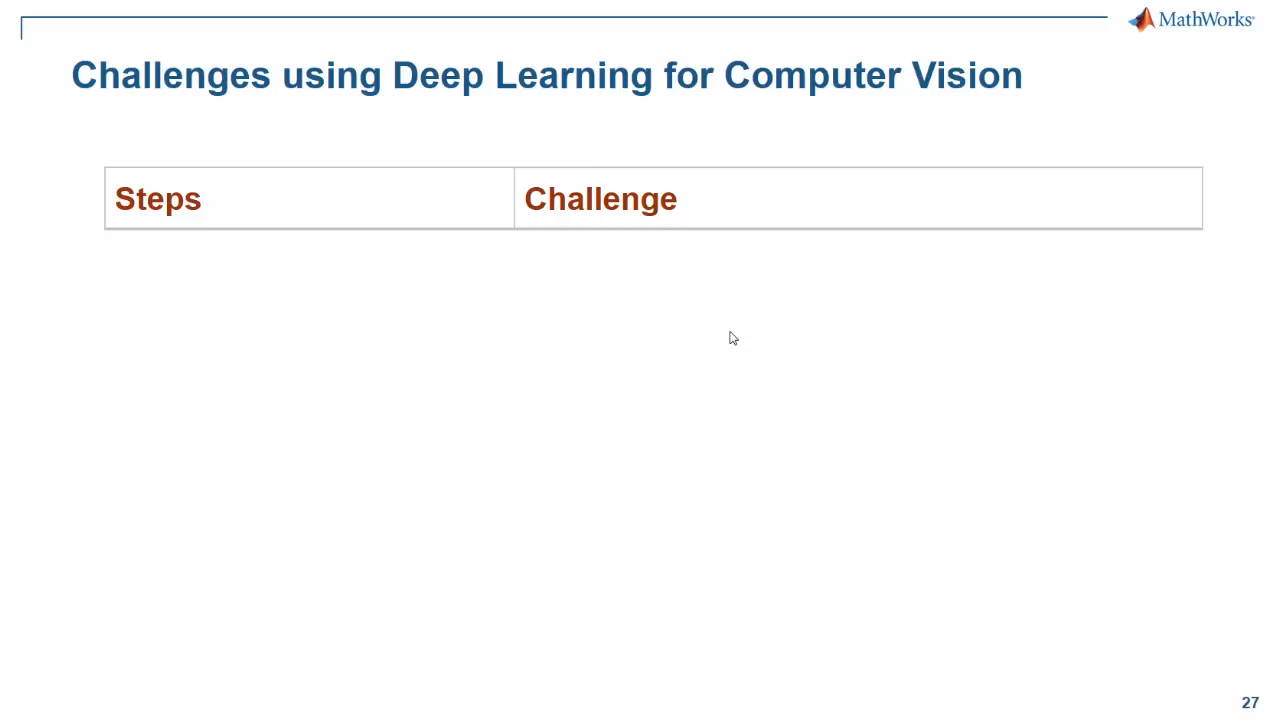 MathWorks
Challenges using Deep Learning for Computer Vision
Steps
Challenge
27